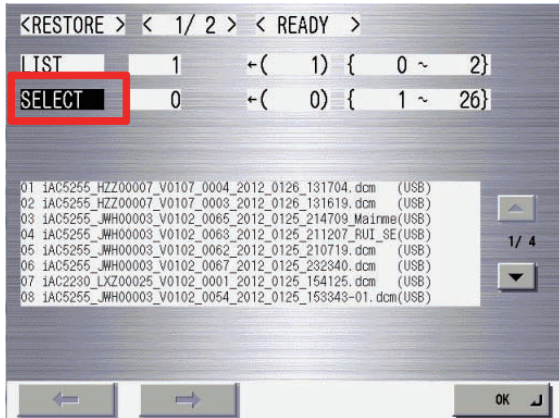 <RESTORE > < 1/ 2 > < READY >
LIST 1 ←( 1) { 0 ~ 2}
SELECT 0 ←( 0) { 1 ~ 26}
01 iAC5255_HZZ00007_V0107_0004_2012_0126_131704.dcm (USB)
02 iAC5255_HZZ00007_V0107_0003_2012_0126_131619.dcm (USB)
03 iAC5255_JWH00003_V0102_0065_2012_0125_214709_Mainme(USB)
04 iAC5255_JWH00003_V0102_0063_2012_0125_211207_RUI_SE(USB)
05 iAC5255_JWH00003_V0102_0062_2012_0125_210719.dcm (USB)
06 iAC5255_JWH00003_V0102_0067_2012_0125_232340.dcm (USB)
07 iAC2230_LXZ00025_V0102_0001_2012_0125_154125.dcm (USB)
08 iAC5255_JWH00003_V0102_0054_2012_0125_153343-01.dcm(USB)
1/ 4
OK